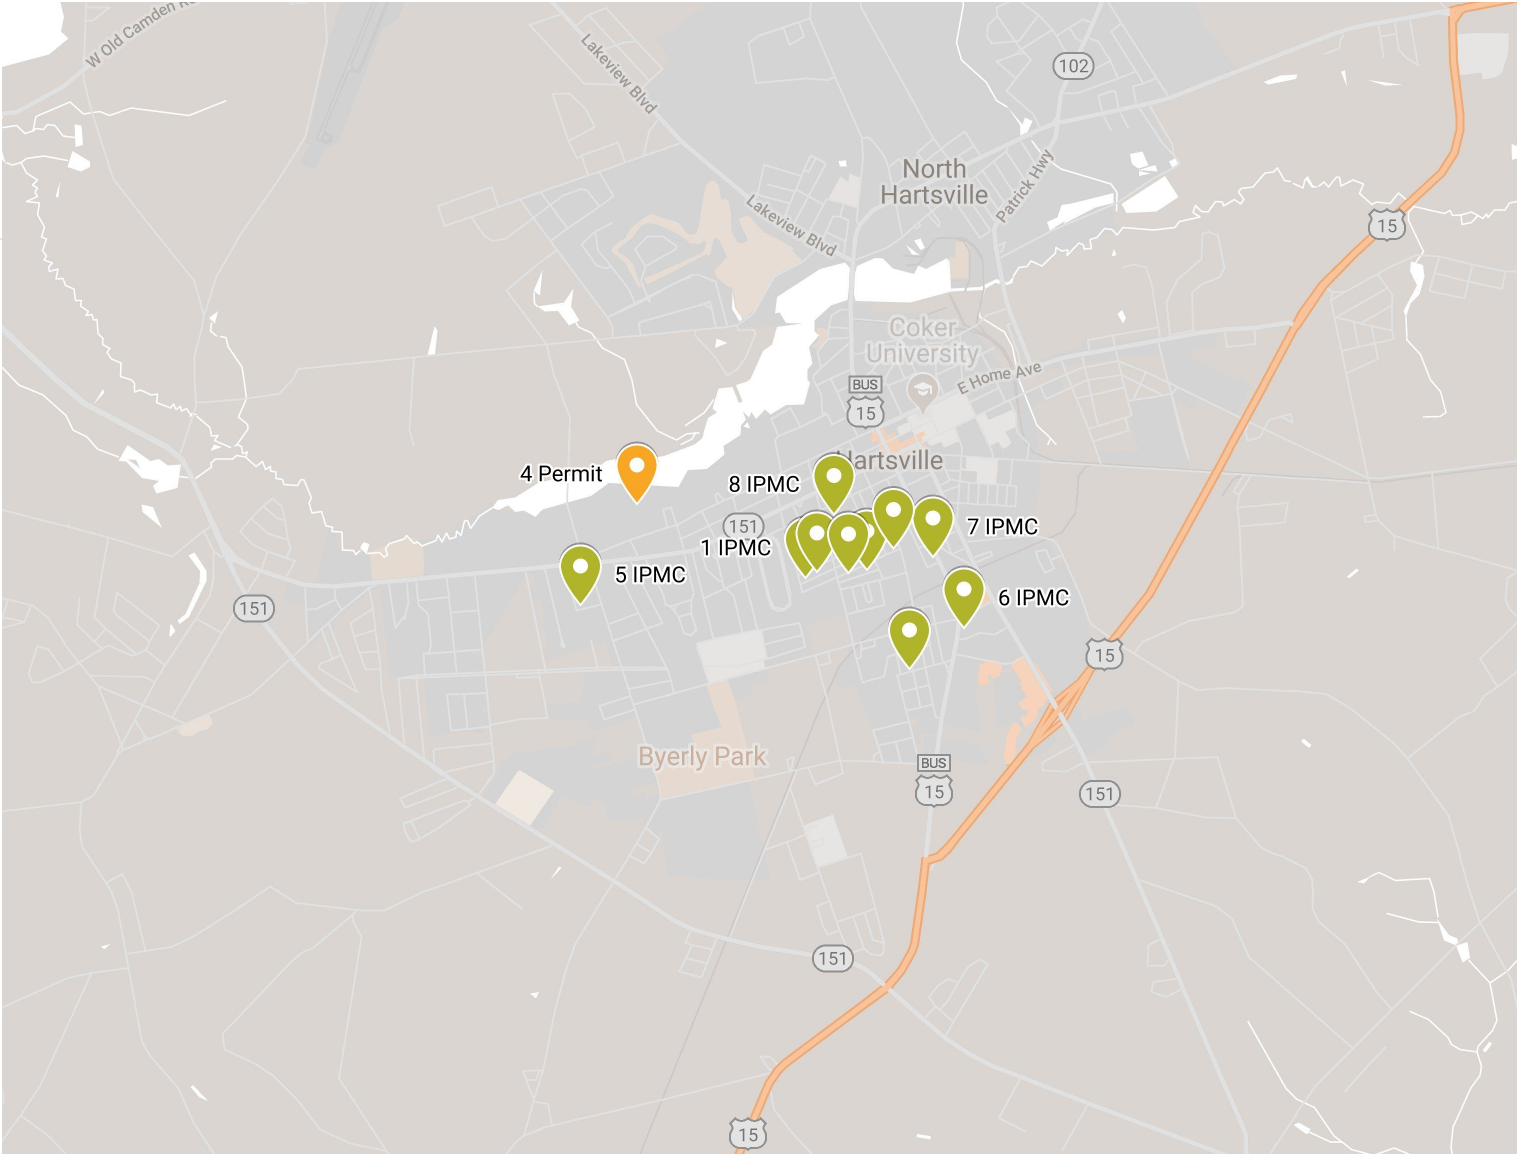 W Old Camden
Lakeview Blvd
102
North
Hartsville
Patrick Hwy
Lakeview Blvd
15
Coker
University
E Home Ave
BUS
15
Hartsville
4 Permit
8 IPMC
151
7 IPMC
1 IPMC
5 IPMC
6 IPMC
151
15
Byerly Park
BUS
15
151
151
15